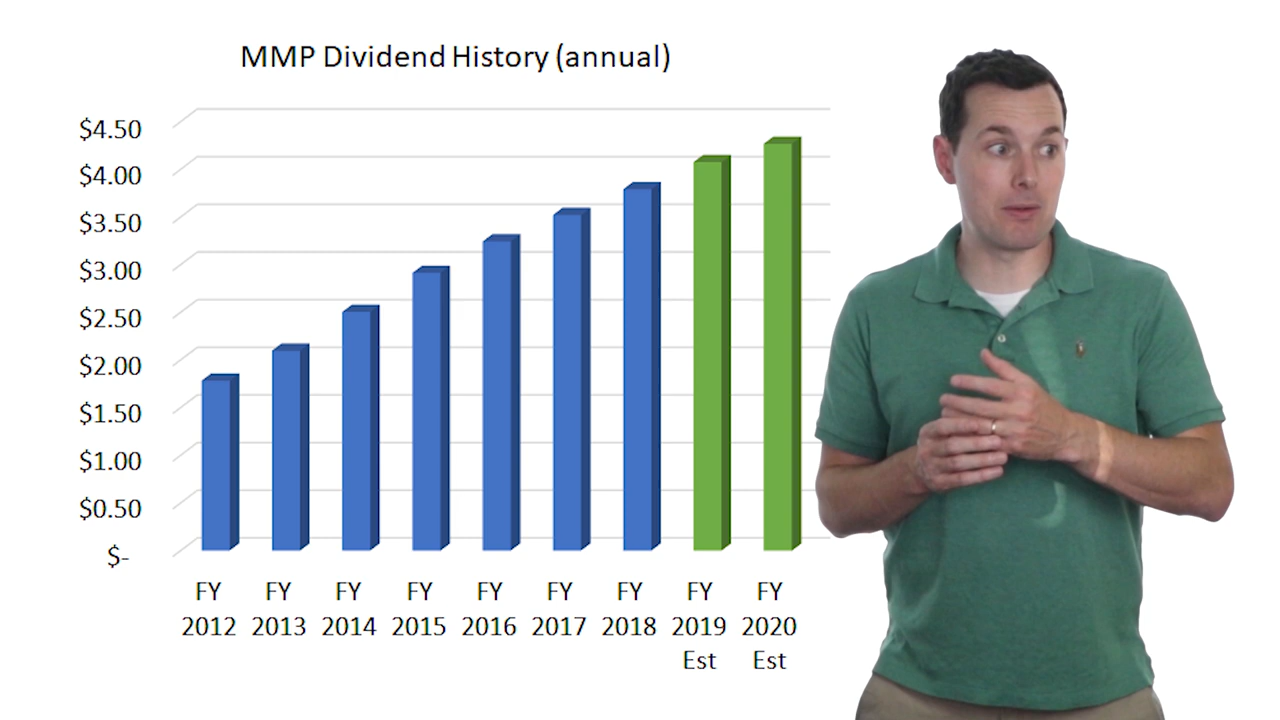 MMP Dividend History (annual)
$4.50
$4.00
$3.50
$3.00
$2.50
$2.00
$1.50
$1.00
$0.50
$-
FY FY FY FY FY FY FY FY FY
2012 2013 2014 2015 2016 2017 2018 2019 2020
Est Est